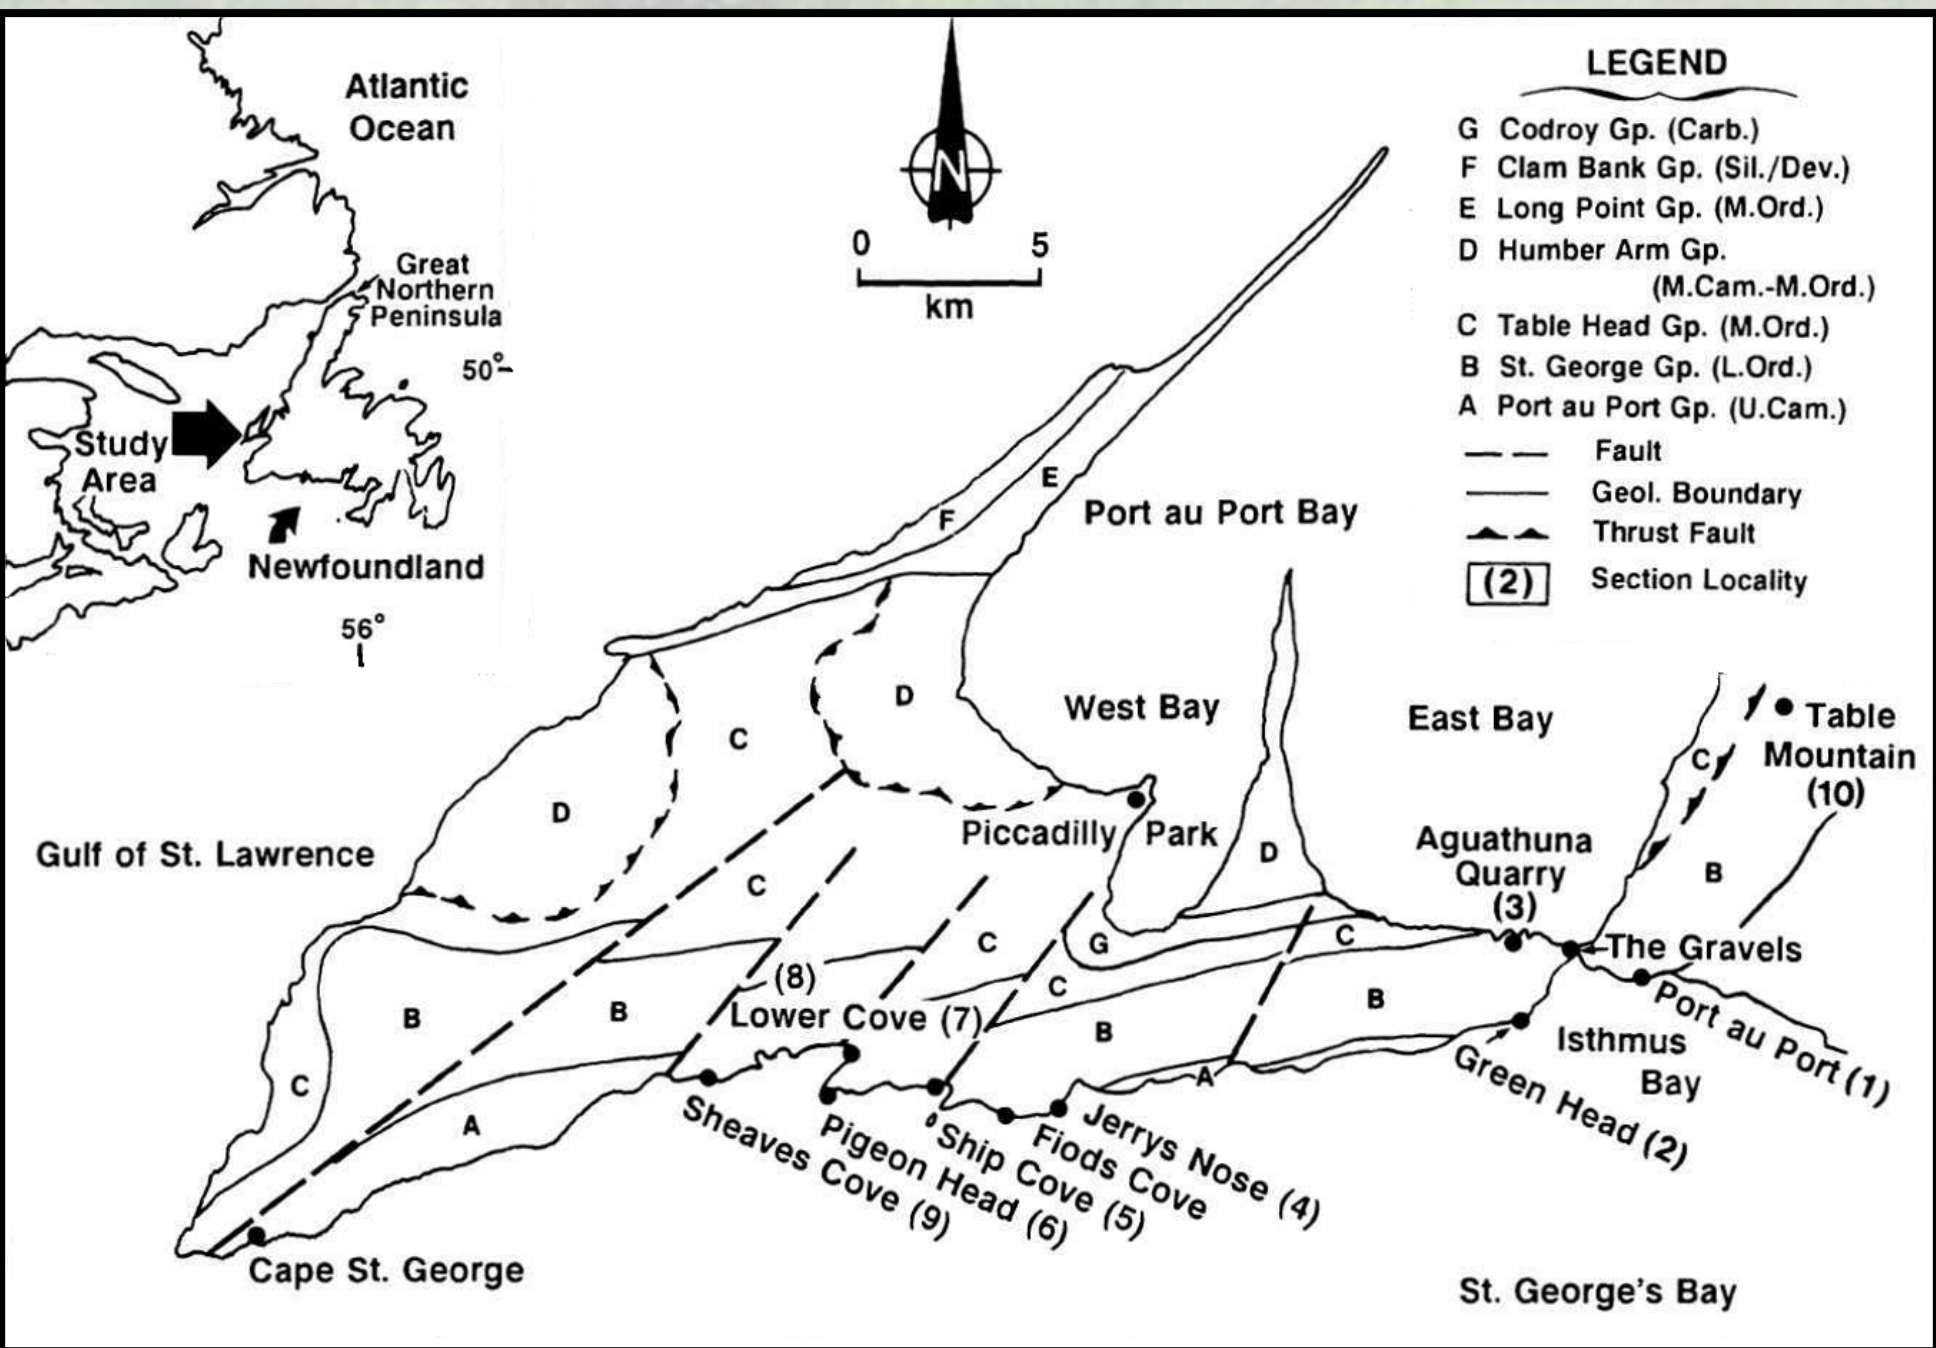 Atlantic
Ocean
Great
Northern
Peninsula
50°
Study
Area
Newfoundland
56°
N
0 5
km
LEGEND
G Codroy Gp. (Carb.)
F Clam Bank Gp. (Sil./Dev.)
E Long Point Gp. (M.Ord.)
D Humber Arm Gp.
(M.Cam.-M.Ord.)
C Table Head Gp. (M.Ord.)
B St. George Gp. (L.Ord.)
A Port au Port Gp. (U.Cam.)
Fault
Geol. Boundary
Thrust Fault
(2) Section Locality
E
F
Port au Port Bay
D
C
West Bay
East Bay
C
Table
Mountain
(10)
D
Gulf of St. Lawrence
Piccadilly Park
D
Aguathuna
Quarry
(3)
B
C
C
G
C
The Gravels
(8)
C
B
B
Lower Cove (7)
B
B
Port au Port (1)
Isthmus
Bay
Green Head (2)
C
A
A
Jerrys Nose (4)
Fiods Cove
Ship Cove (5)
Pigeon Head (6)
Sheaves Cove (9)
Cape St. George
St. George's Bay